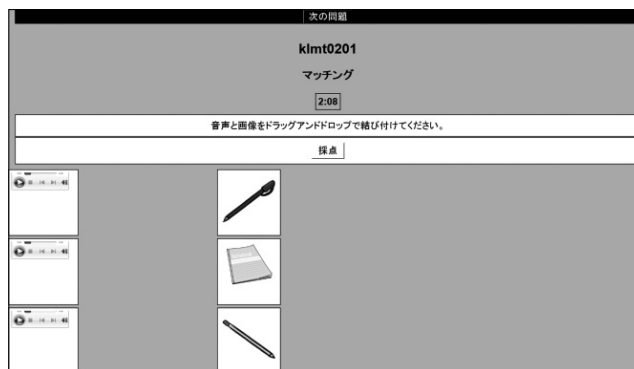 次の問題
klmt0201
マッチング
2:08
音声と画像をドラッグアンドドロップで結び付けてください。
採点